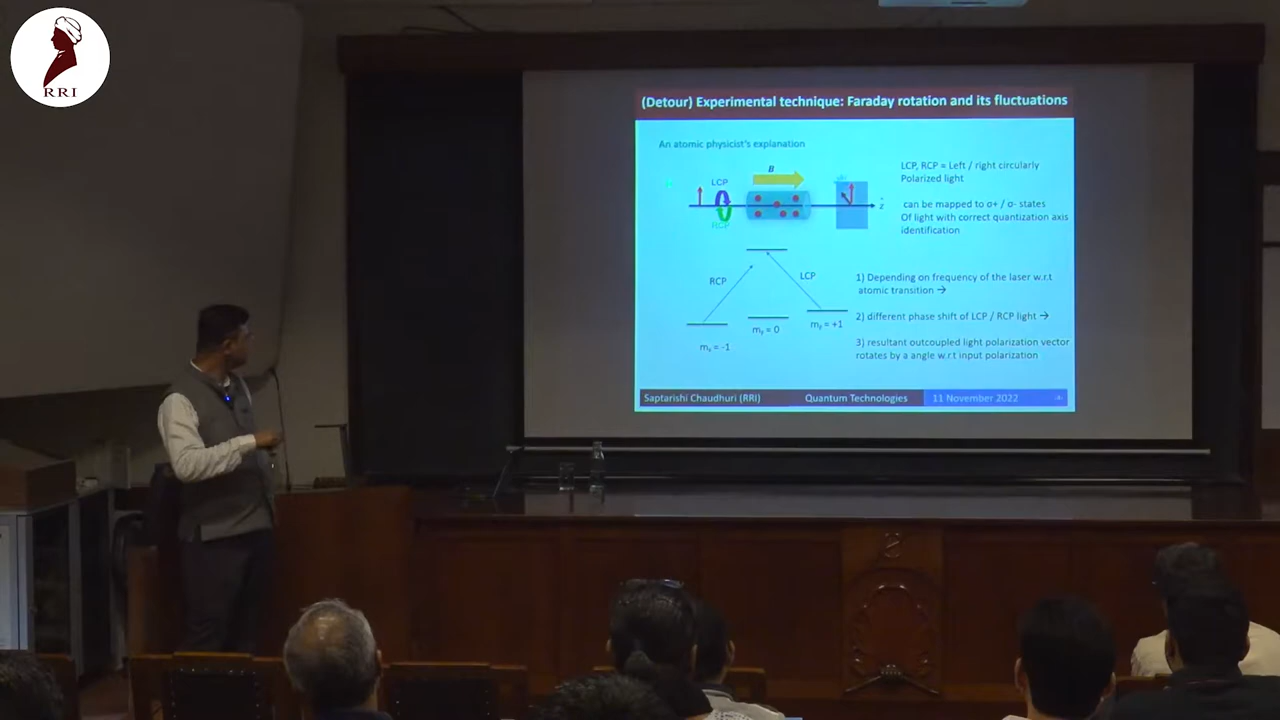 RRI
(Detour) Experimental technique: Faraday rotation and its fluctuations
An atomic physicist's explanation
B
LCP
RCP
z
LCP, RCP = Left / right circularly
Polarized light
can be mapped to σ+ / σ- states
Of light with correct quantization axis
identification
RCP
LCP
m_F = -1
m_F = 0
m_F = +1
1) Depending on frequency of the laser w.r.t
atomic transition →
2) different phase shift of LCP / RCP light →
3) resultant outcoupled light polarization vector
rotates by a angle w.r.t input polarization
Saptarishi Chaudhuri (RRI)
Quantum Technologies
11 November 2022